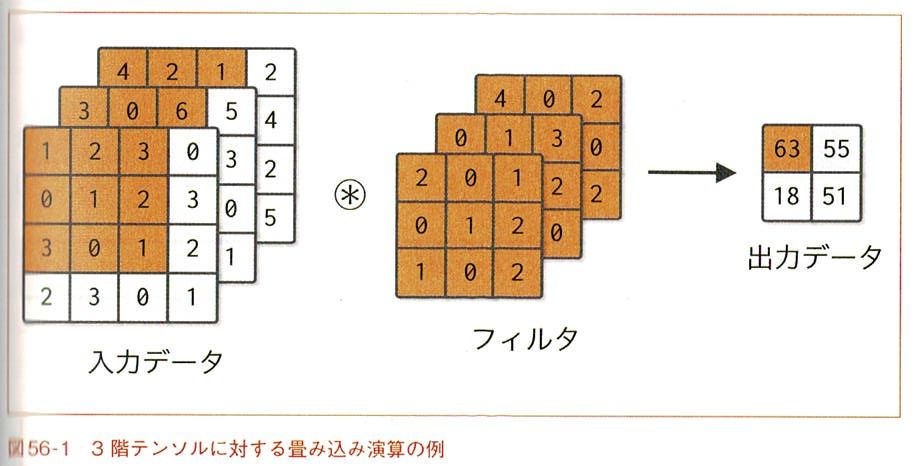 4 2 1 2
3 0 6 5 4
1 2 3 0 3 2
0 1 2 3 0 5
3 0 1 2 1
2 3 0 1
入力データ
*
4 0 2
0 1 3 0
2 0 1 2 2
0 1 2 0
1 0 2
フィルタ
63 55
18 51
出力データ
図56-1 3階テンソルに対する畳み込み演算の例